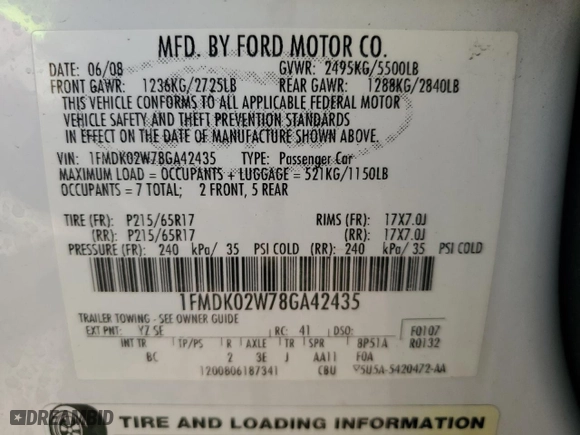 MFD. BY FORD MOTOR CO.
DATE: 06/08 GVWR: 2495KG/5500LB
FRONT GAWR: 1236KG/2725LB REAR GAWR: 1288KG/2840LB
THIS VEHICLE CONFORMS TO ALL APPLICABLE FEDERAL MOTOR
VEHICLE SAFETY AND THEFT PREVENTION STANDARDS
IN EFFECT ON THE DATE OF MANUFACTURE SHOWN ABOVE.
VIN: 1FMDK02W78GA42435 TYPE: Passenger Car
MAXIMUM LOAD = OCCUPANTS + LUGGAGE = 521KG/1150LB
OCCUPANTS = 7 TOTAL; 2 FRONT, 5 REAR
TIRE (FR): P215/65R17 RIMS (FR): 17X7.0J
(RR): P215/65R17 (RR): 17X7.0J
PRESSURE (FR): 240 kPa/ 35 PSI COLD (RR): 240 kPa/ 35 PSI COLD
1FMDK02W78GA42435
TRAILER TOWING - SEE OWNER GUIDE
EXT PNT: YZ SE RC: 41 DSO: F0107
INT TR TP/PS R AXLE TR SPR BP51A R0132
BC 2 3E J AA11 F0A
1200806187341 CBU
TIRE AND LOADING INFORMATION
DREAMBID